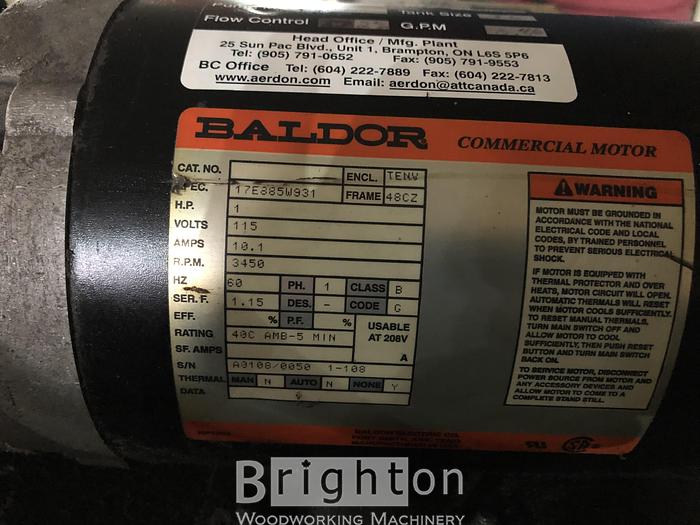 Tank Size
Flow Control G.P.M
Head Office / Mfg. Plant
25 Sun Pac Blvd., Unit 1, Brampton, ON L6S 5P6
Tel: (905) 791-0652 Fax: (905) 791-9553
BC Office Tel: (604) 222-7889 Fax: (604) 222-7813
www.aerdon.com Email: aerdon@attcanada.ca
BALDOR COMMERCIAL MOTOR
CAT. NO. ENCL. TENV
SPEC. 17E885W931 FRAME 48CZ
H.P. 1
VOLTS 115
AMPS 10.1
R.P.M. 3450
HZ 60 PH. 1 CLASS B
SER. F. 1.15 DES. - CODE G
EFF. % P.F. % USABLE AT 208V
RATING 40C AMB-5 MIN
SF. AMPS A
S/N A0108/0050 1-108
THERMAL MAN N AUTO N NONE Y
DATA
WARNING
MOTOR MUST BE GROUNDED IN
ACCORDANCE WITH THE NATIONAL
ELECTRICAL CODE AND LOCAL
CODES, BY TRAINED PERSONNEL
TO PREVENT SERIOUS ELECTRICAL
SHOCK.
IF MOTOR IS EQUIPPED WITH
THERMAL PROTECTOR AND OVER
HEATS, MOTOR CIRCUIT WILL OPEN.
AUTOMATIC THERMALS WILL RESET
WHEN MOTOR COOLS SUFFICIENTLY.
TO RESET MANUAL THERMALS,
TURN MAIN SWITCH OFF AND
ALLOW MOTOR TO COOL
SUFFICIENTLY, THEN PUSH RESET
BUTTON AND TURN MAIN SWITCH
BACK ON.
TO SERVICE MOTOR, DISCONNECT
POWER SOURCE FROM MOTOR AND
ANY ACCESSORY DEVICES AND
ALLOW MOTOR TO COME TO A
COMPLETE STAND STILL.
BALDOR ELECTRIC CO.
Brighton
WOODWORKING MACHINERY